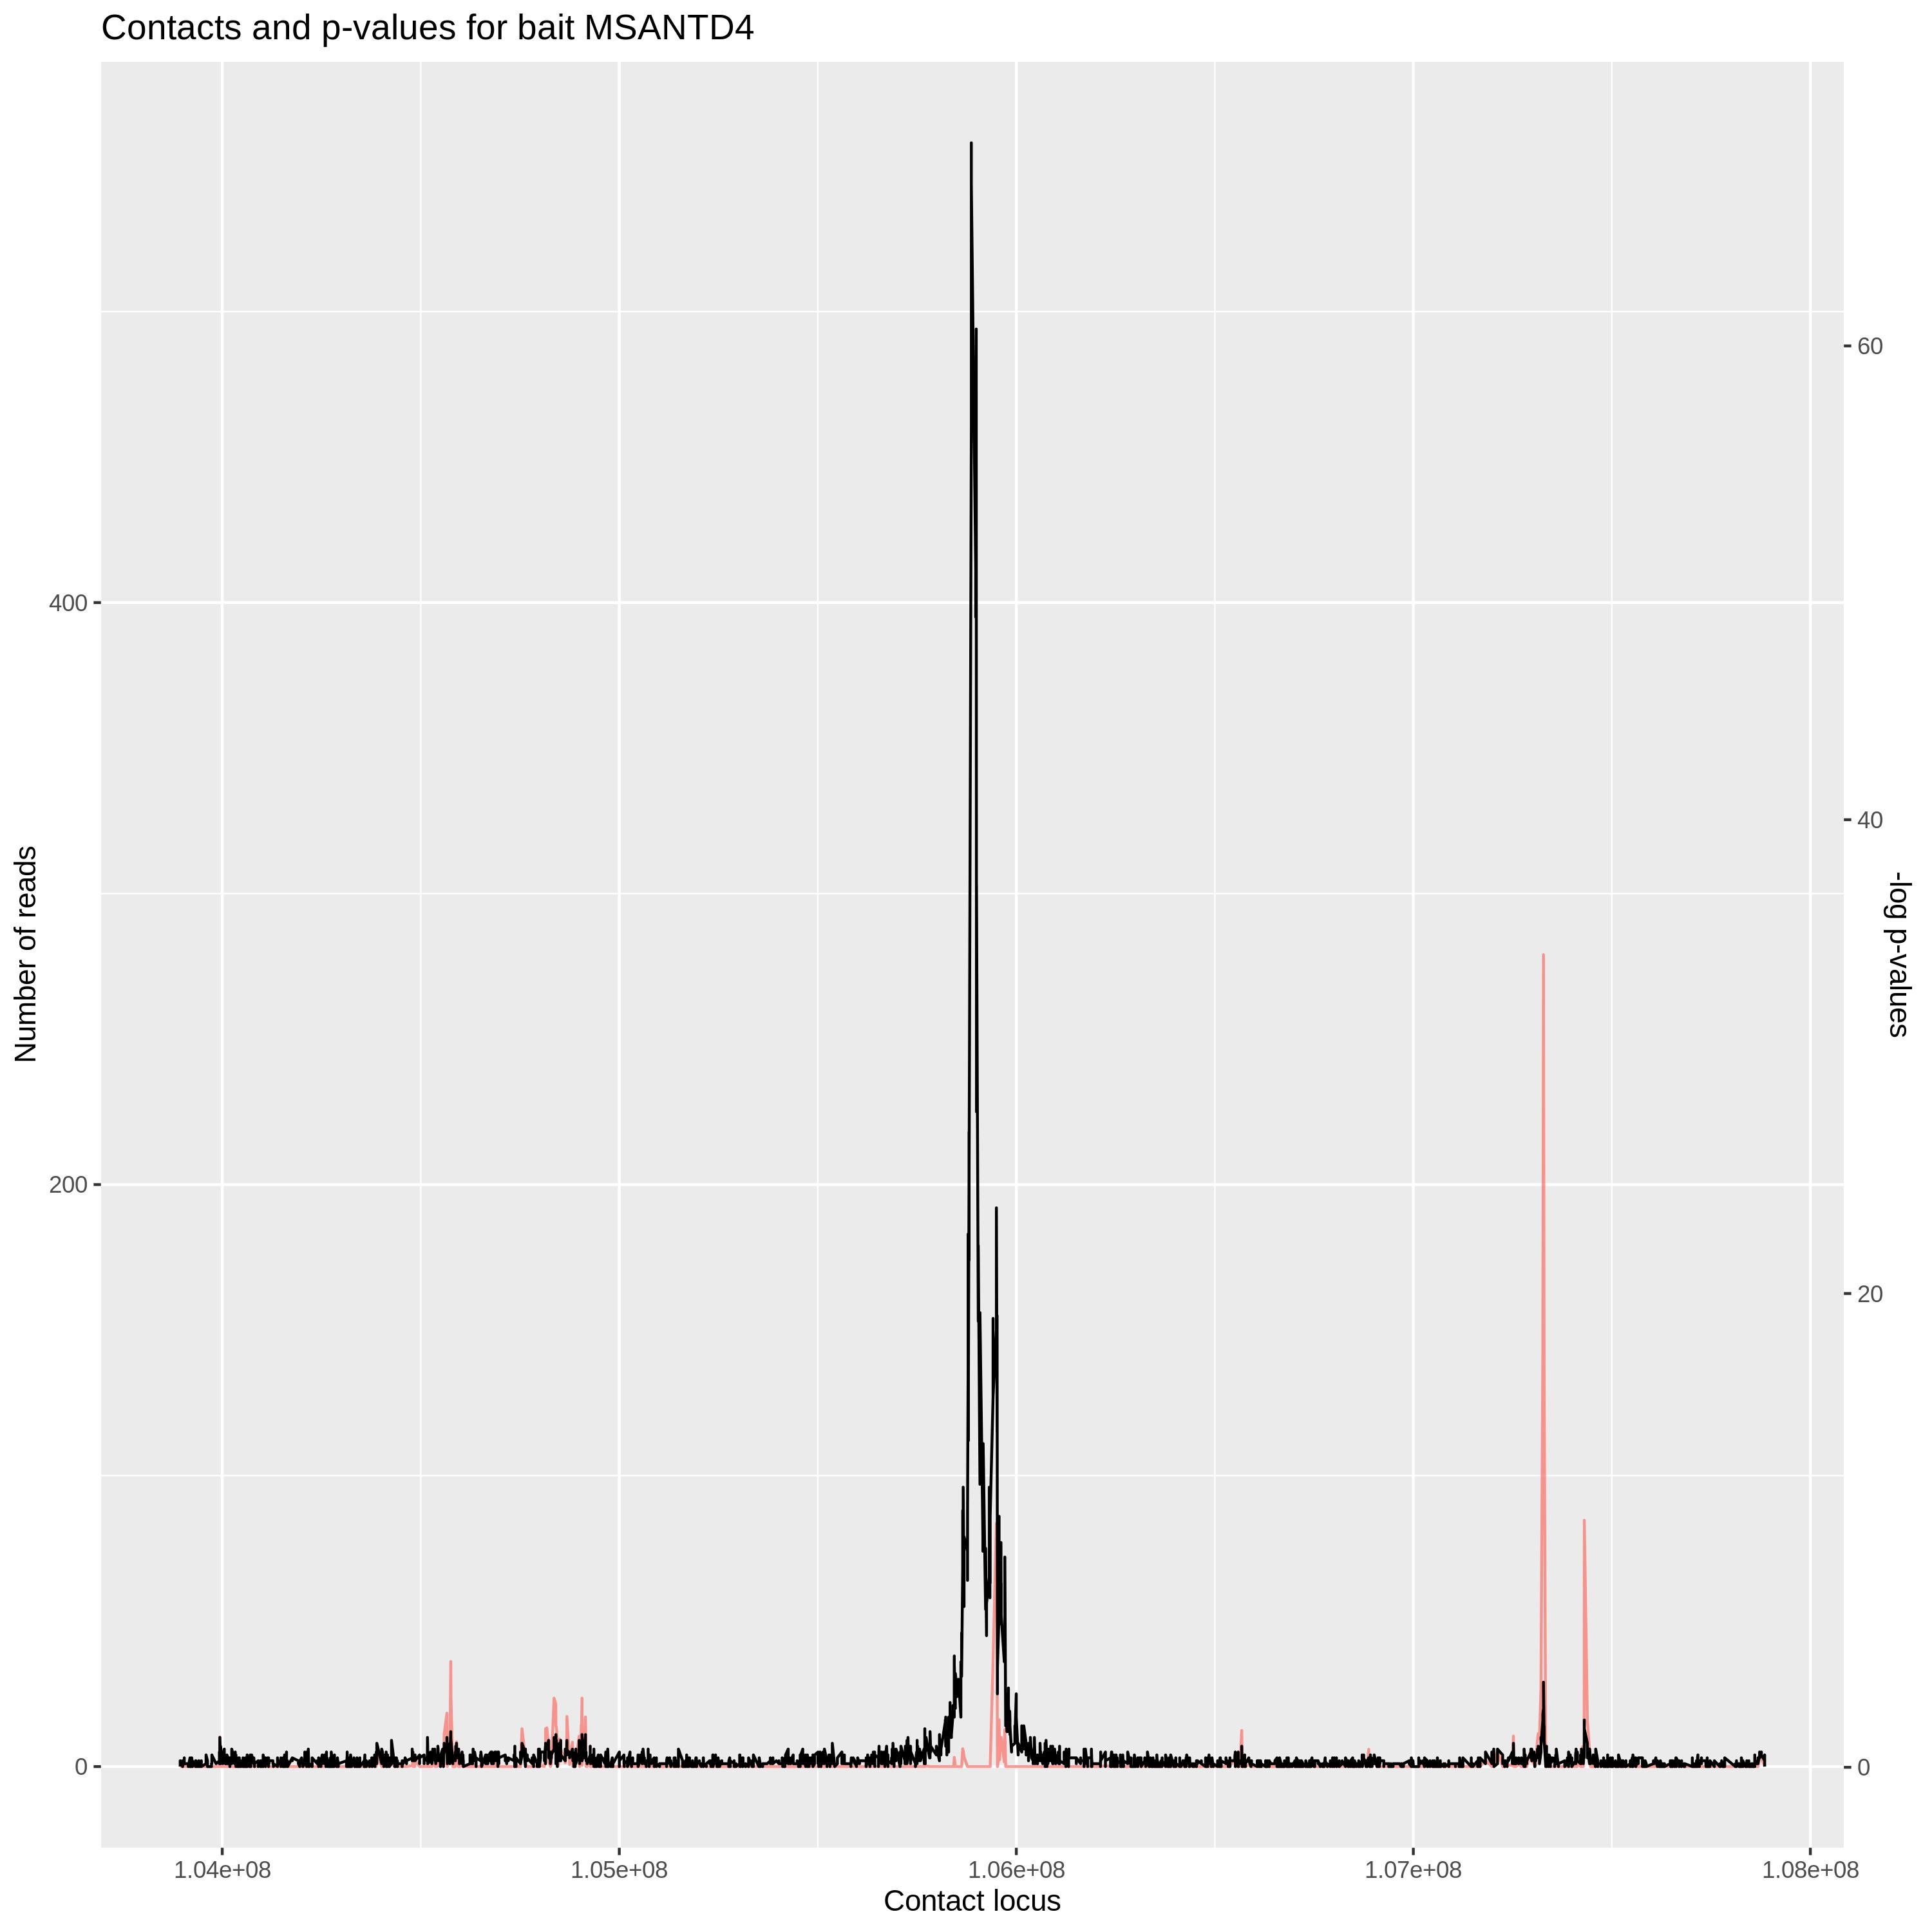 Contacts and p-values for bait MSANTD4
Number of reads
400
200
0
60
40
20
0
-log p-values
1.04e+08 1.05e+08 1.06e+08 1.07e+08 1.08e+08
Contact locus